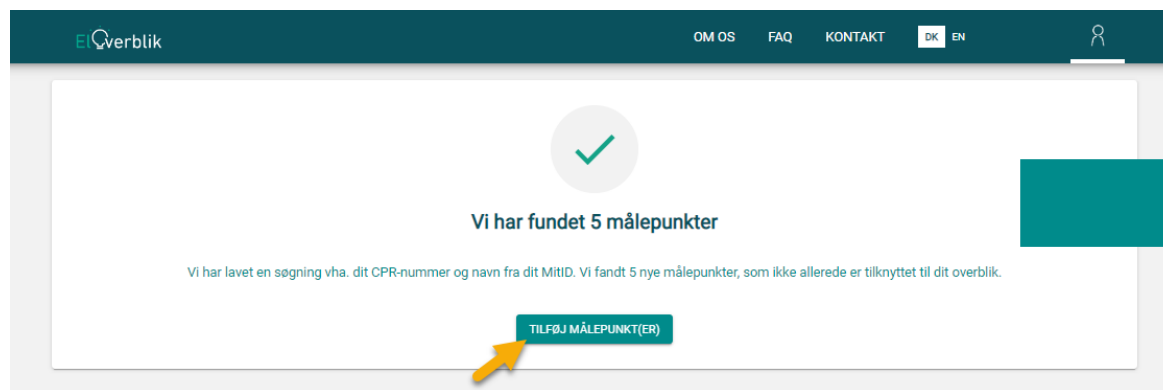 ElOverblik
OM OS FAQ KONTAKT DK EN
Vi har fundet 5 målepunkter
Vi har lavet en søgning vha. dit CPR-nummer og navn fra dit MitID. Vi fandt 5 nye målepunkter, som ikke allerede er tilknyttet til dit overblik.
TILFØJ MÅLEPUNKT(ER)